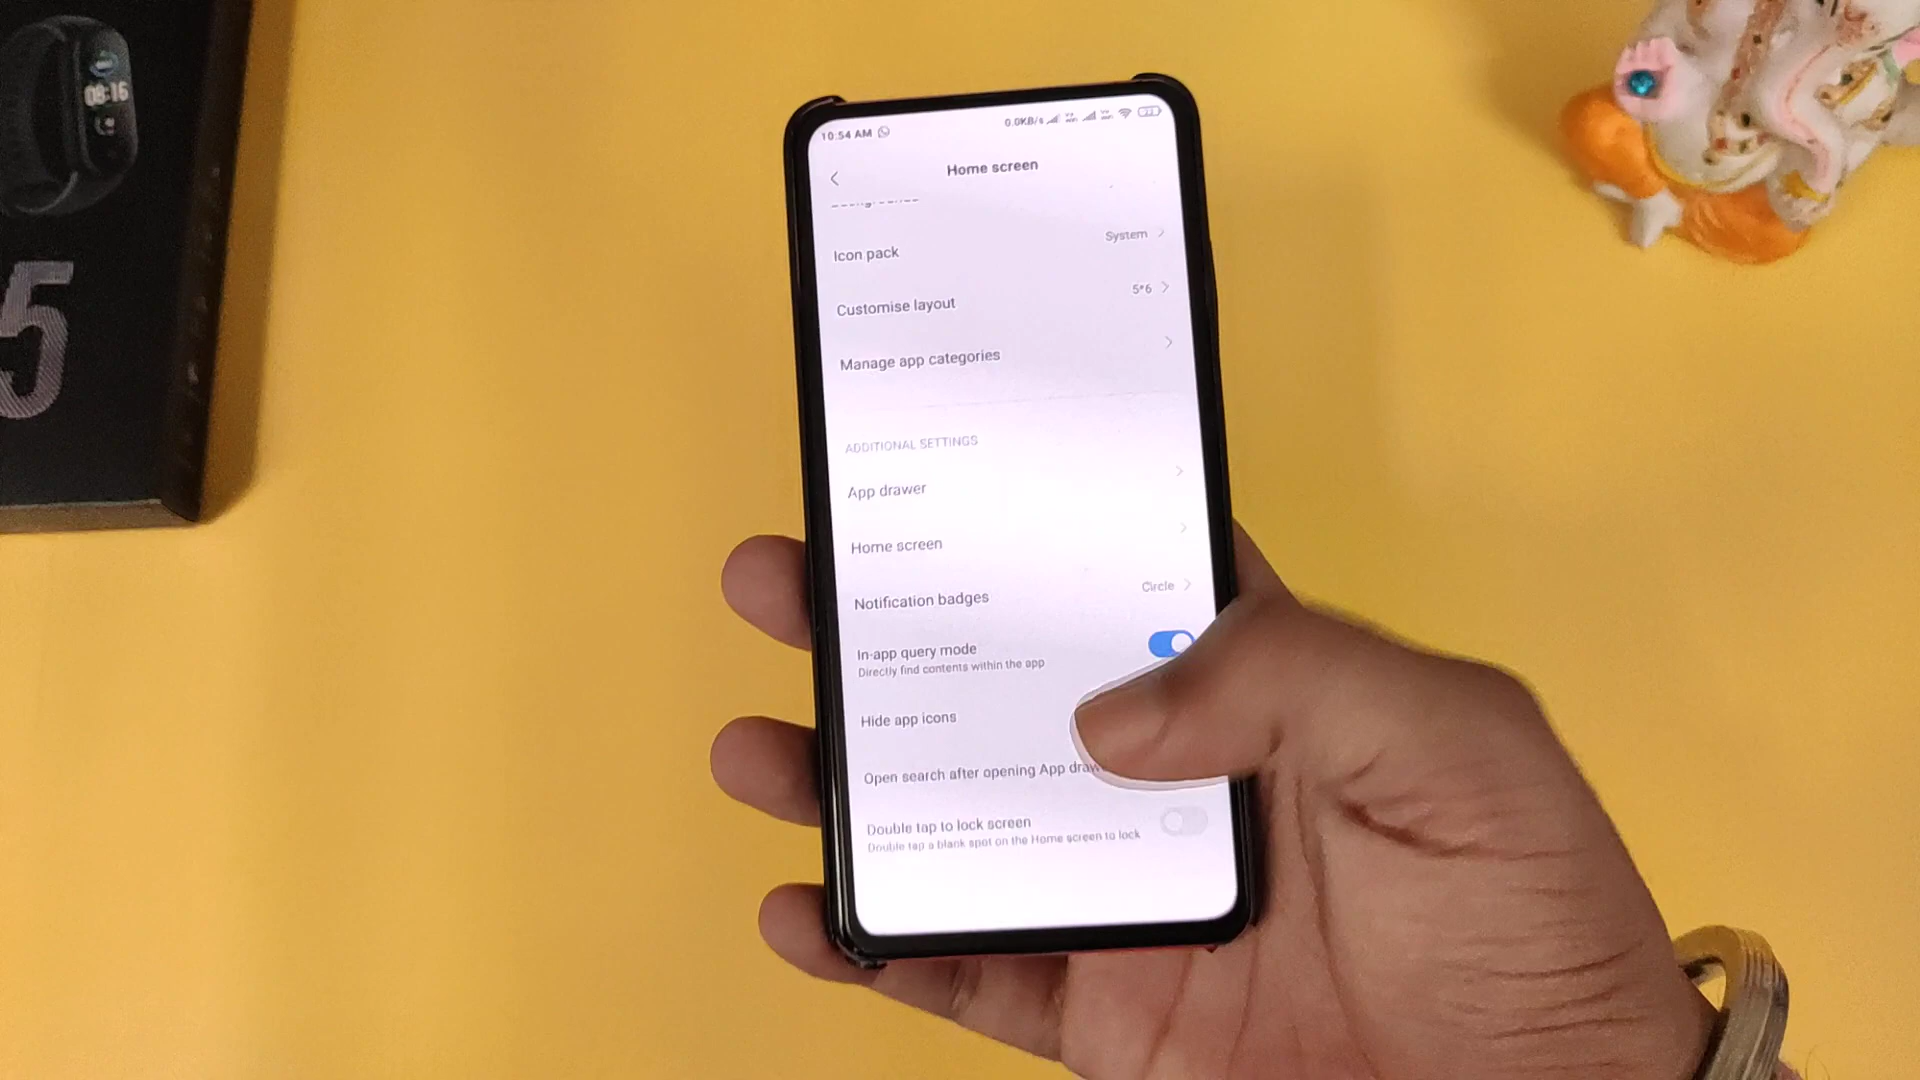 08:16
5
10:54 AM
0.0KB/s
Home screen
Icon pack
System
Customise layout
5*6
Manage app categories
ADDITIONAL SETTINGS
App drawer
Home screen
Notification badges
Circle
In-app query mode
Directly find contents within the app
Hide app icons
Open search after opening App
Double tap to lock screen
Double tap a blank spot on the Home screen to lock